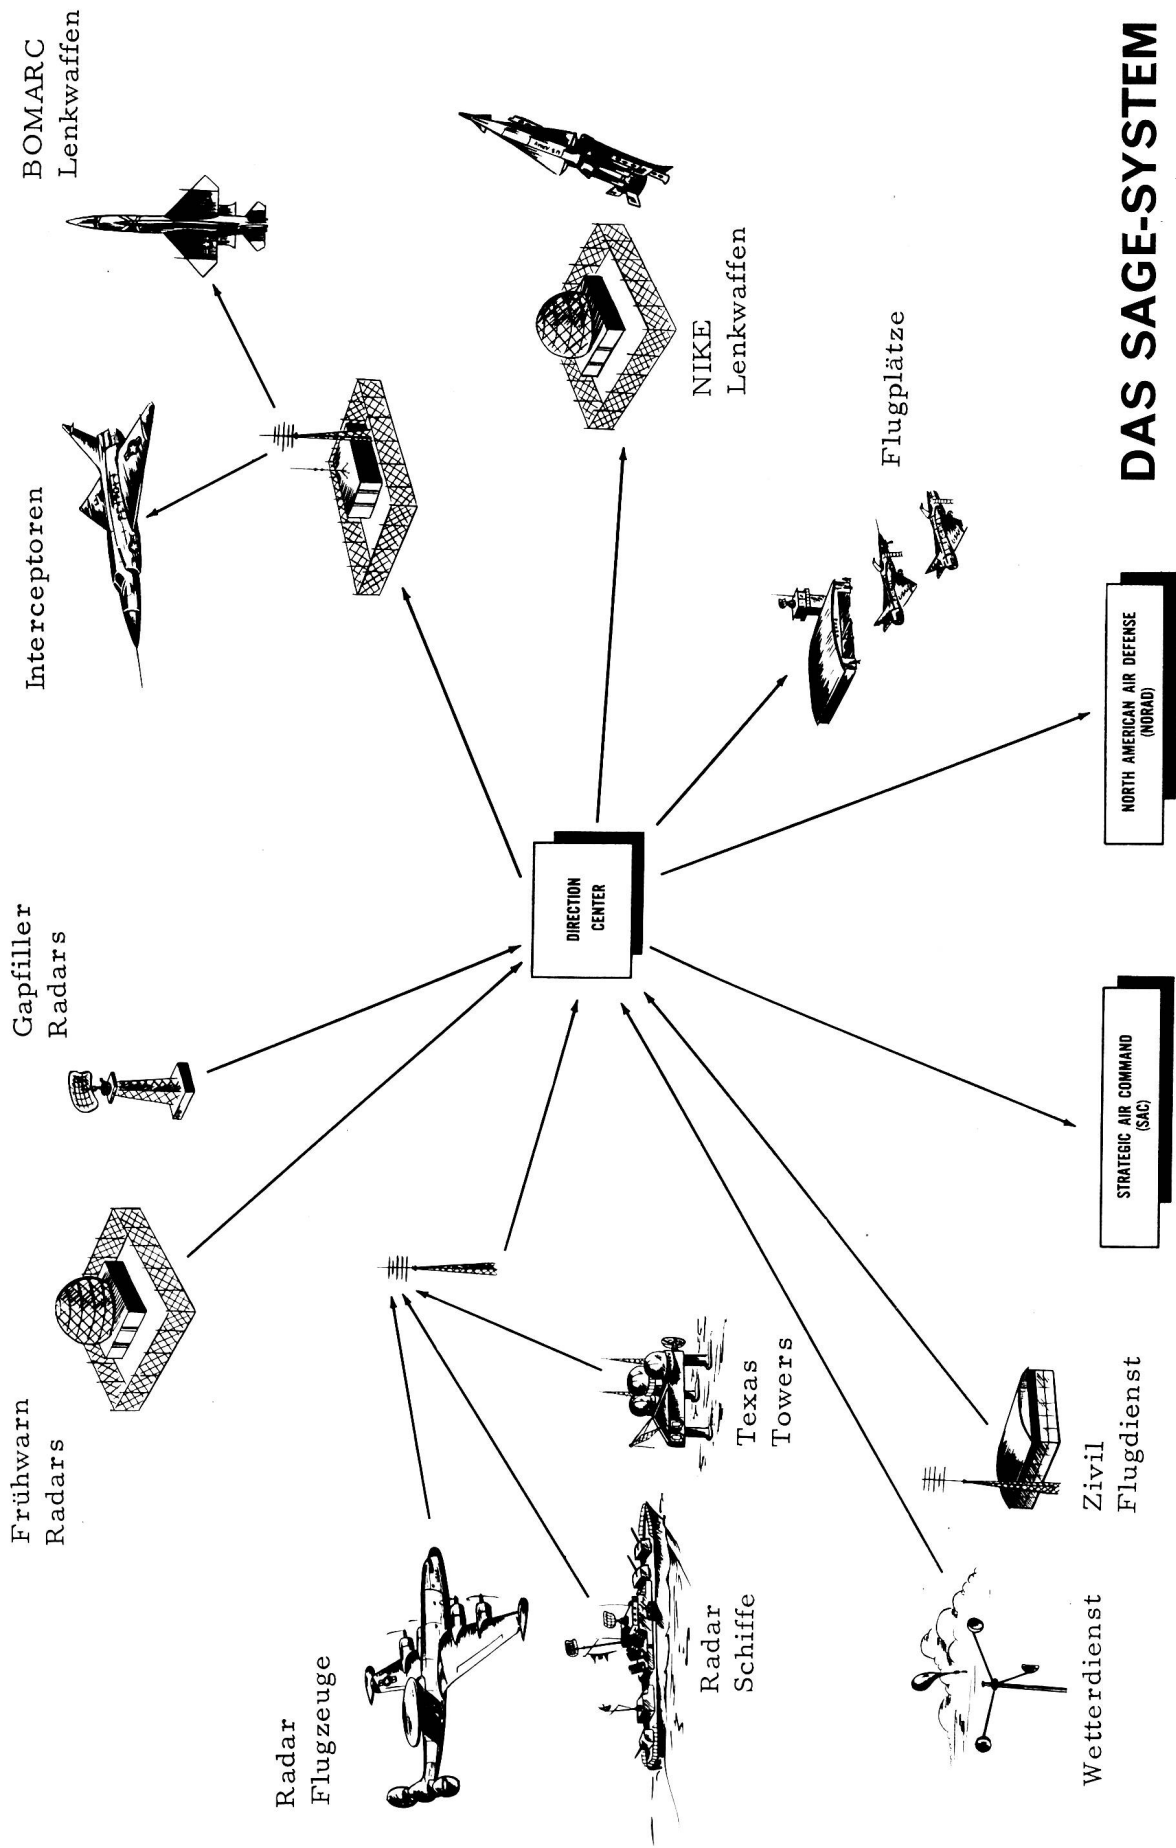 Frühwarn
Radars
Gapfiller
Radars
Interceptoren
BOMARC
Lenkwaffen
Radar
Flugzeuge
U S ARMY
DIRECTION
CENTER
NIKE
Lenkwaffen
Radar
Schiffe
Texas
Towers
Flugplätze
Wetterdienst
Zivil
Flugdienst
STRATEGIC AIR COMMAND
(SAC)
NORTH AMERICAN AIR DEFENSE
(NORAD)
DAS SAGE-SYSTEM